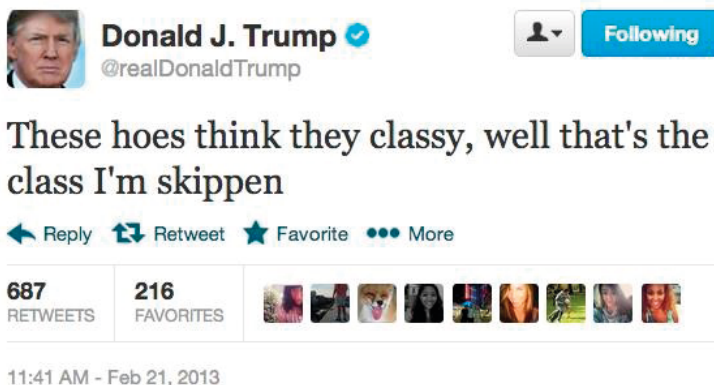 Donald J. Trump
Following
@realDonaldTrump
These hoes think they classy, well that's the
class I'm skippen
Reply Retweet Favorite More
687 216
RETWEETS FAVORITES
11:41 AM - Feb 21, 2013